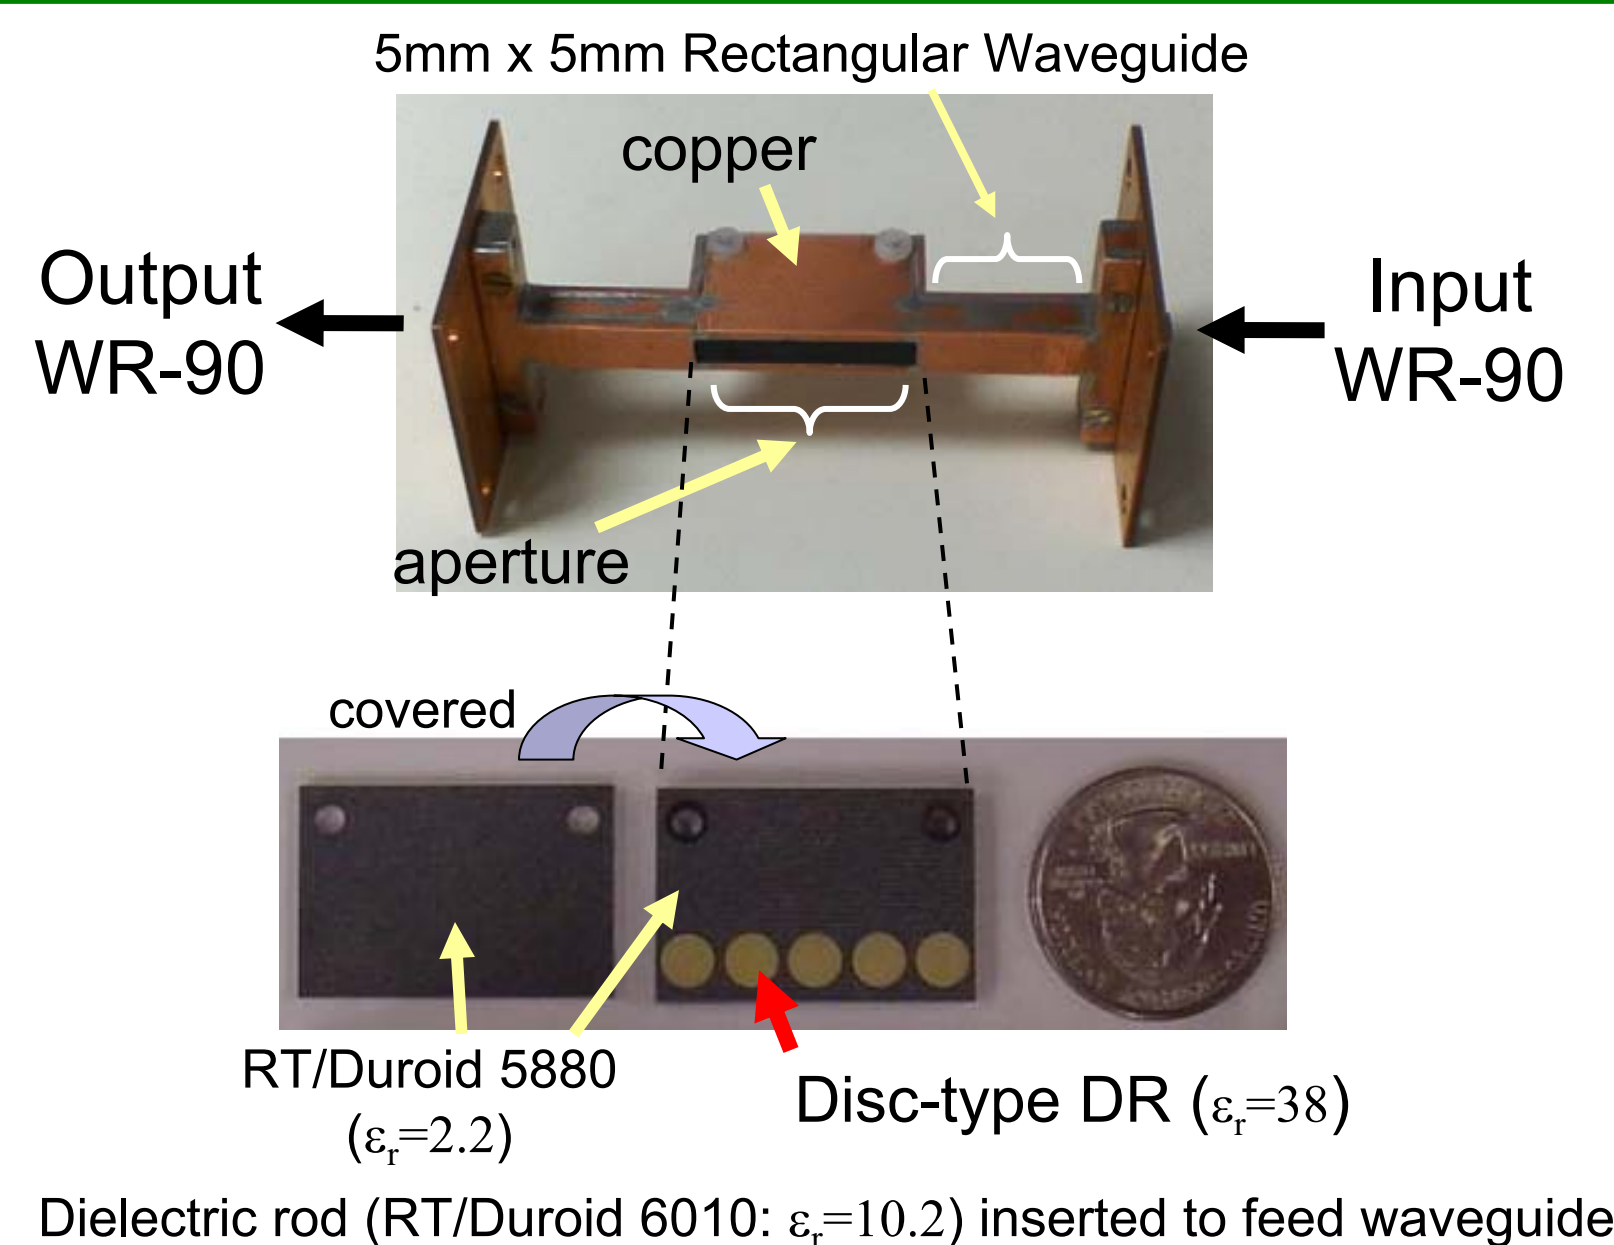 5mm x 5mm Rectangular Waveguide
copper
Output
WR-90
Input
WR-90
aperture
covered
RT/Duroid 5880
(εr=2.2)
Disc-type DR (εr=38)
Dielectric rod (RT/Duroid 6010: εr=10.2) inserted to feed waveguide